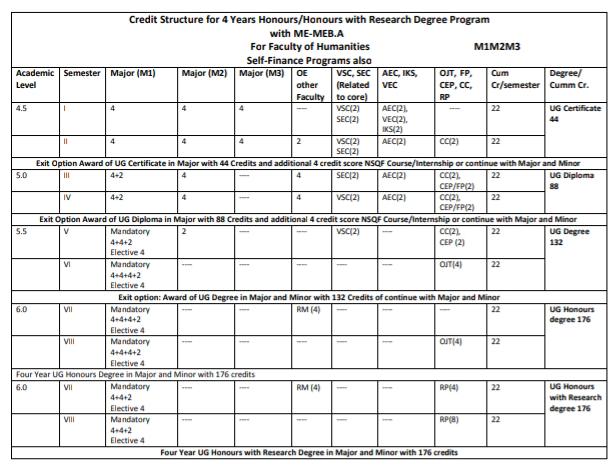 Credit Structure for 4 Years Honours/Honours with Research Degree Program
with ME-MEB.A
For Faculty of Humanities M1M2M3
Self-Finance Programs also
Academic Level Semester Major (M1) Major (M2) Major (M3) OE other Faculty VSC, SEC (Related to core) AEC, IKS, VEC OJT, FP, CEP, CC, RP Cum Cr/semester Degree/ Cumm Cr.
4.5 I 4 4 4 ---- VSC(2) SEC(2) AEC(2), VEC(2), IKS(2) ---- 22 UG Certificate 44
II 4 4 4 2 VSC(2) SEC(2) AEC(2) CC(2) 22
Exit Option Award of UG Certificate in Major with 44 Credits and additional 4 credit score NSQF Course/Internship or continue with Major and Minor
5.0 III 4+2 4 ---- 4 SEC(2) AEC(2) CC(2), CEP/FP(2) 22 UG Diploma 88
IV 4+2 4 ---- 4 VSC(2) AEC(2) CC(2), CEP/FP(2) 22
Exit Option Award of UG Diploma in Major with 88 Credits and additional 4 credit score NSQF Course/Internship or continue with Major and Minor
5.5 V Mandatory 4+4+2 Elective 4 2 ---- ---- VSC(2) ---- CC(2), CEP (2) 22 UG Degree 132
VI Mandatory 4+4+4+2 Elective 4 ---- ---- ---- ---- ---- OJT(4) 22
Exit option: Award of UG Degree in Major and Minor with 132 Credits of continue with Major and Minor
6.0 VII Mandatory 4+4+4+2 Elective 4 ---- ---- RM (4) ---- ---- ---- 22 UG Honours degree 176
VIII Mandatory 4+4+4+2 Elective 4 ---- ---- ---- ---- ---- OJT(4) 22
Four Year UG Honours Degree in Major and Minor with 176 credits
6.0 VII Mandatory 4+4+2 Elective 4 ---- ---- RM (4) ---- ---- RP(4) 22 UG Honours with Research degree 176
VIII Mandatory 4+4+2 Elective 4 ---- ---- ---- ---- ---- RP(8) 22
Four Year UG Honours with Research Degree in Major and Minor with 176 credits